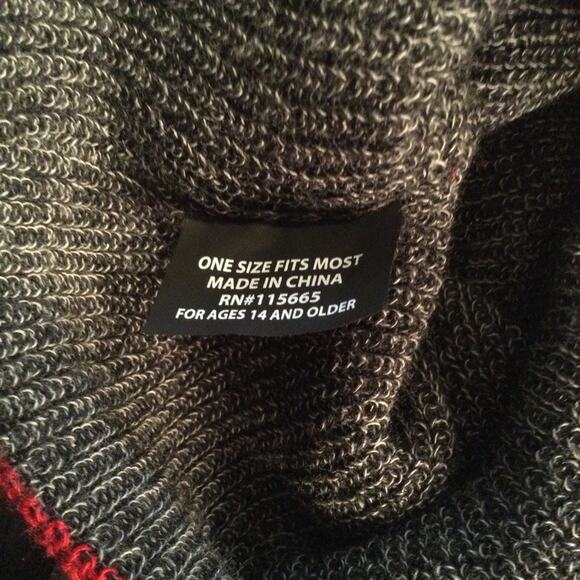 ONE SIZE FITS MOST
MADE IN CHINA
RN#115665
FOR AGES 14 AND OLDER